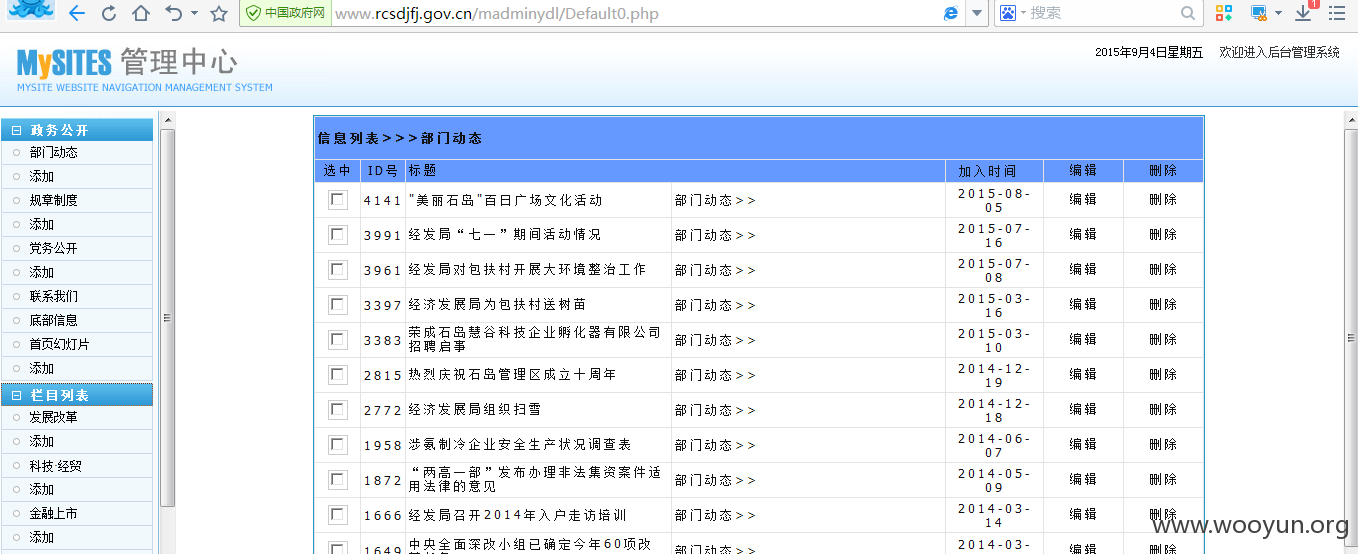 中国政府网 www.rcsdjfj.gov.cn/madminydl/Default0.php 搜索 1
MySITES 管理中心
MYSITE WEBSITE NAVIGATION MANAGEMENT SYSTEM
2015年9月4日星期五 欢迎进入后台管理系统
政务公开
部门动态
添加
规章制度
添加
党务公开
添加
联系我们
底部信息
首页幻灯片
添加
栏目列表
发展改革
添加
科技·经贸
添加
金融上市
添加
信息列表>>>部门动态
选中 ID号 标题 加入时间 编辑 删除
4141 "美丽石岛"百日广场文化活动 部门动态>> 2015-08-05 编辑 删除
3991 经发局“七一”期间活动情况 部门动态>> 2015-07-16 编辑 删除
3961 经发局对包扶村开展大环境整治工作 部门动态>> 2015-07-08 编辑 删除
3397 经济发展局为包扶村送树苗 部门动态>> 2015-03-16 编辑 删除
3383 荣成石岛慧谷科技企业孵化器有限公司招聘启事 部门动态>> 2015-03-10 编辑 删除
2815 热烈庆祝石岛管理区成立十周年 部门动态>> 2014-12-19 编辑 删除
2772 经济发展局组织扫雪 部门动态>> 2014-12-18 编辑 删除
1958 涉氨制冷企业安全生产状况调查表 部门动态>> 2014-06-07 编辑 删除
1872 “两高一部”发布办理非法集资案件适用法律的意见 部门动态>> 2014-05-09 编辑 删除
1666 经发局召开2014年入户走访培训 部门动态>> 2014-03-14 编辑 删除
1649 中央全面深改小组已确定今年60项改 部门动态>> 2014-03- 编辑 删除
www.wooyun.org